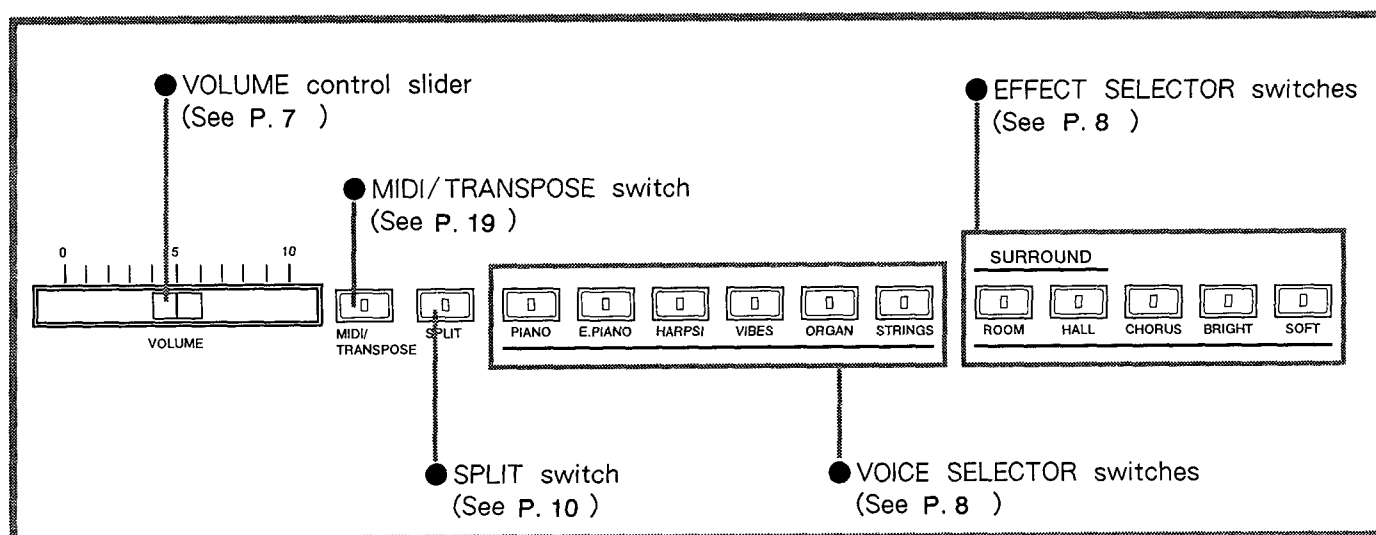 VOLUME control slider
(See P. 7 )
EFFECT SELECTOR switches
(See P. 8 )
MIDI/TRANSPOSE switch
(See P. 19 )
0 5 10
SURROUND
VOLUME
MIDI/
TRANSPOSE
SPLIT
PIANO E.PIANO HARPSI VIBES ORGAN STRINGS
ROOM HALL CHORUS BRIGHT SOFT
SPLIT switch
(See P. 10 )
VOICE SELECTOR switches
(See P. 8 )